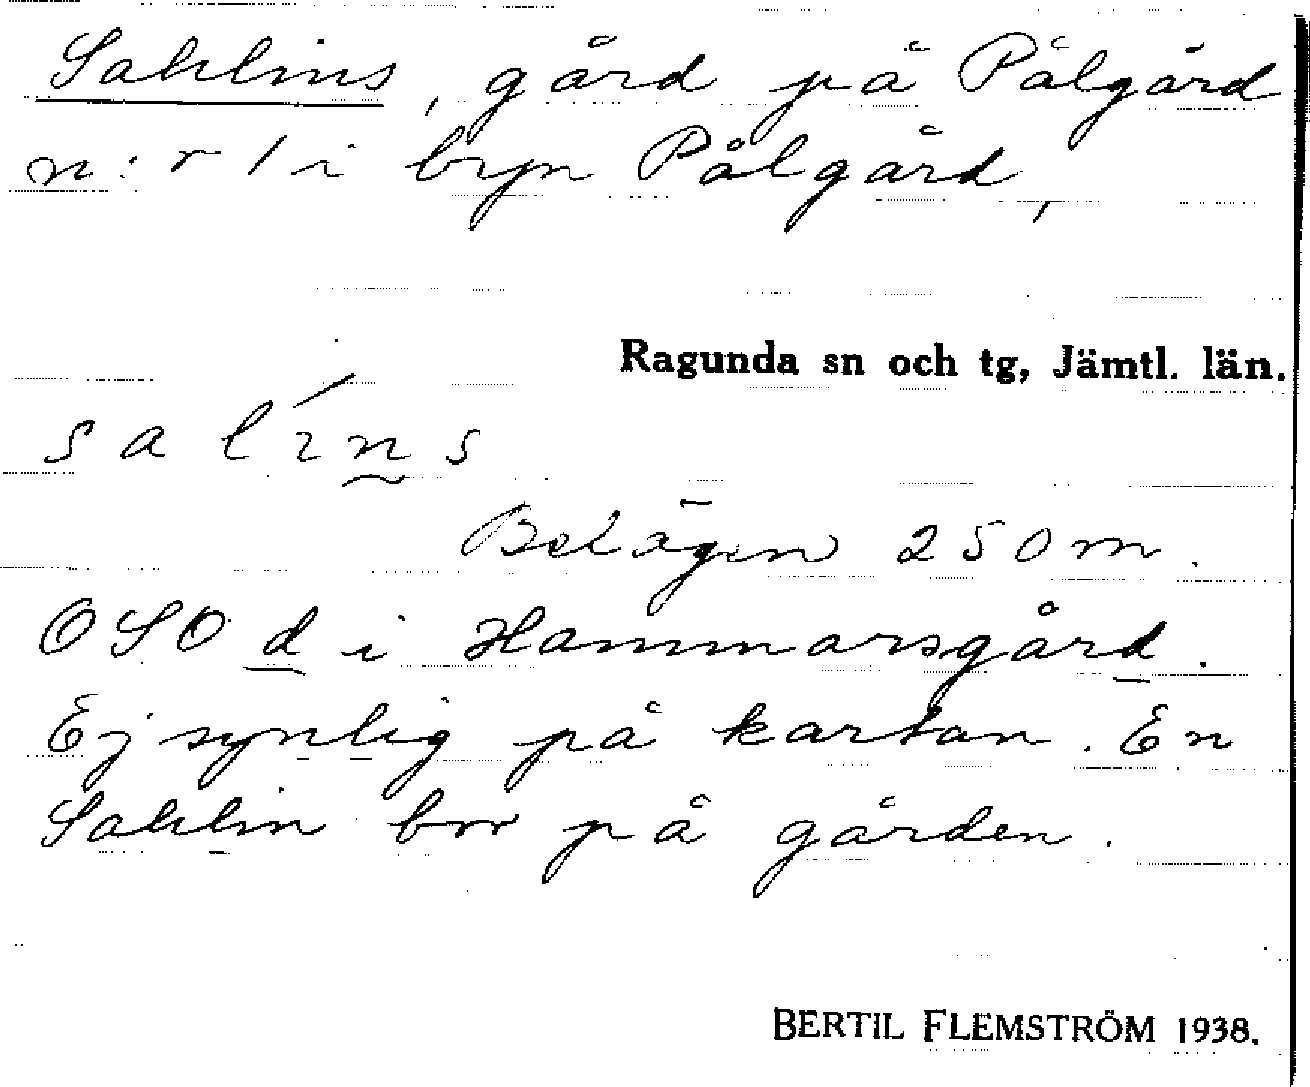 Sahlins, gård på Pålgård
n:r 1 i byn Pålgård,
Ragunda sn och tg, Jämtl. län.
salíns
Belägen 250 m.
OSO d i Hammarsgård.
Ej synlig på kartan. En
Sahlin bor på gården.
BERTIL FLEMSTRÖM 1938.